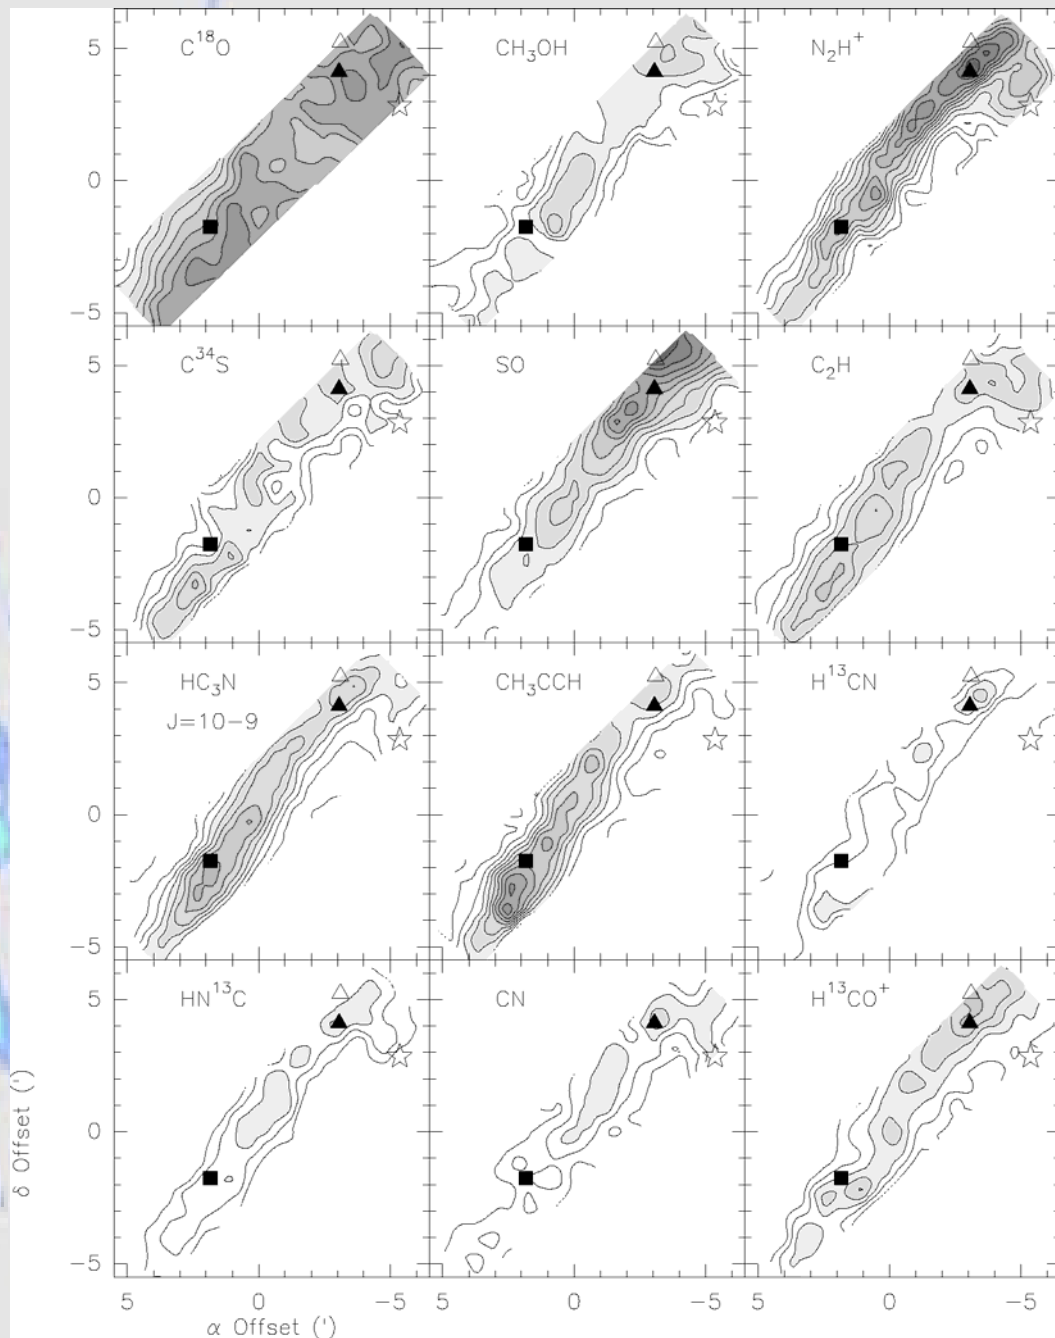 C¹⁸O CH₃OH N₂H⁺
5
0
−5
C³⁴S SO C₂H
5
0
−5
HC₃N CH₃CCH H¹³CN
J=10−9
5
0
−5
HN¹³C CN H¹³CO⁺
5
0
−5
δ Offset (')
5 0 −5 5 0 −5 5 0 −5
α Offset (')